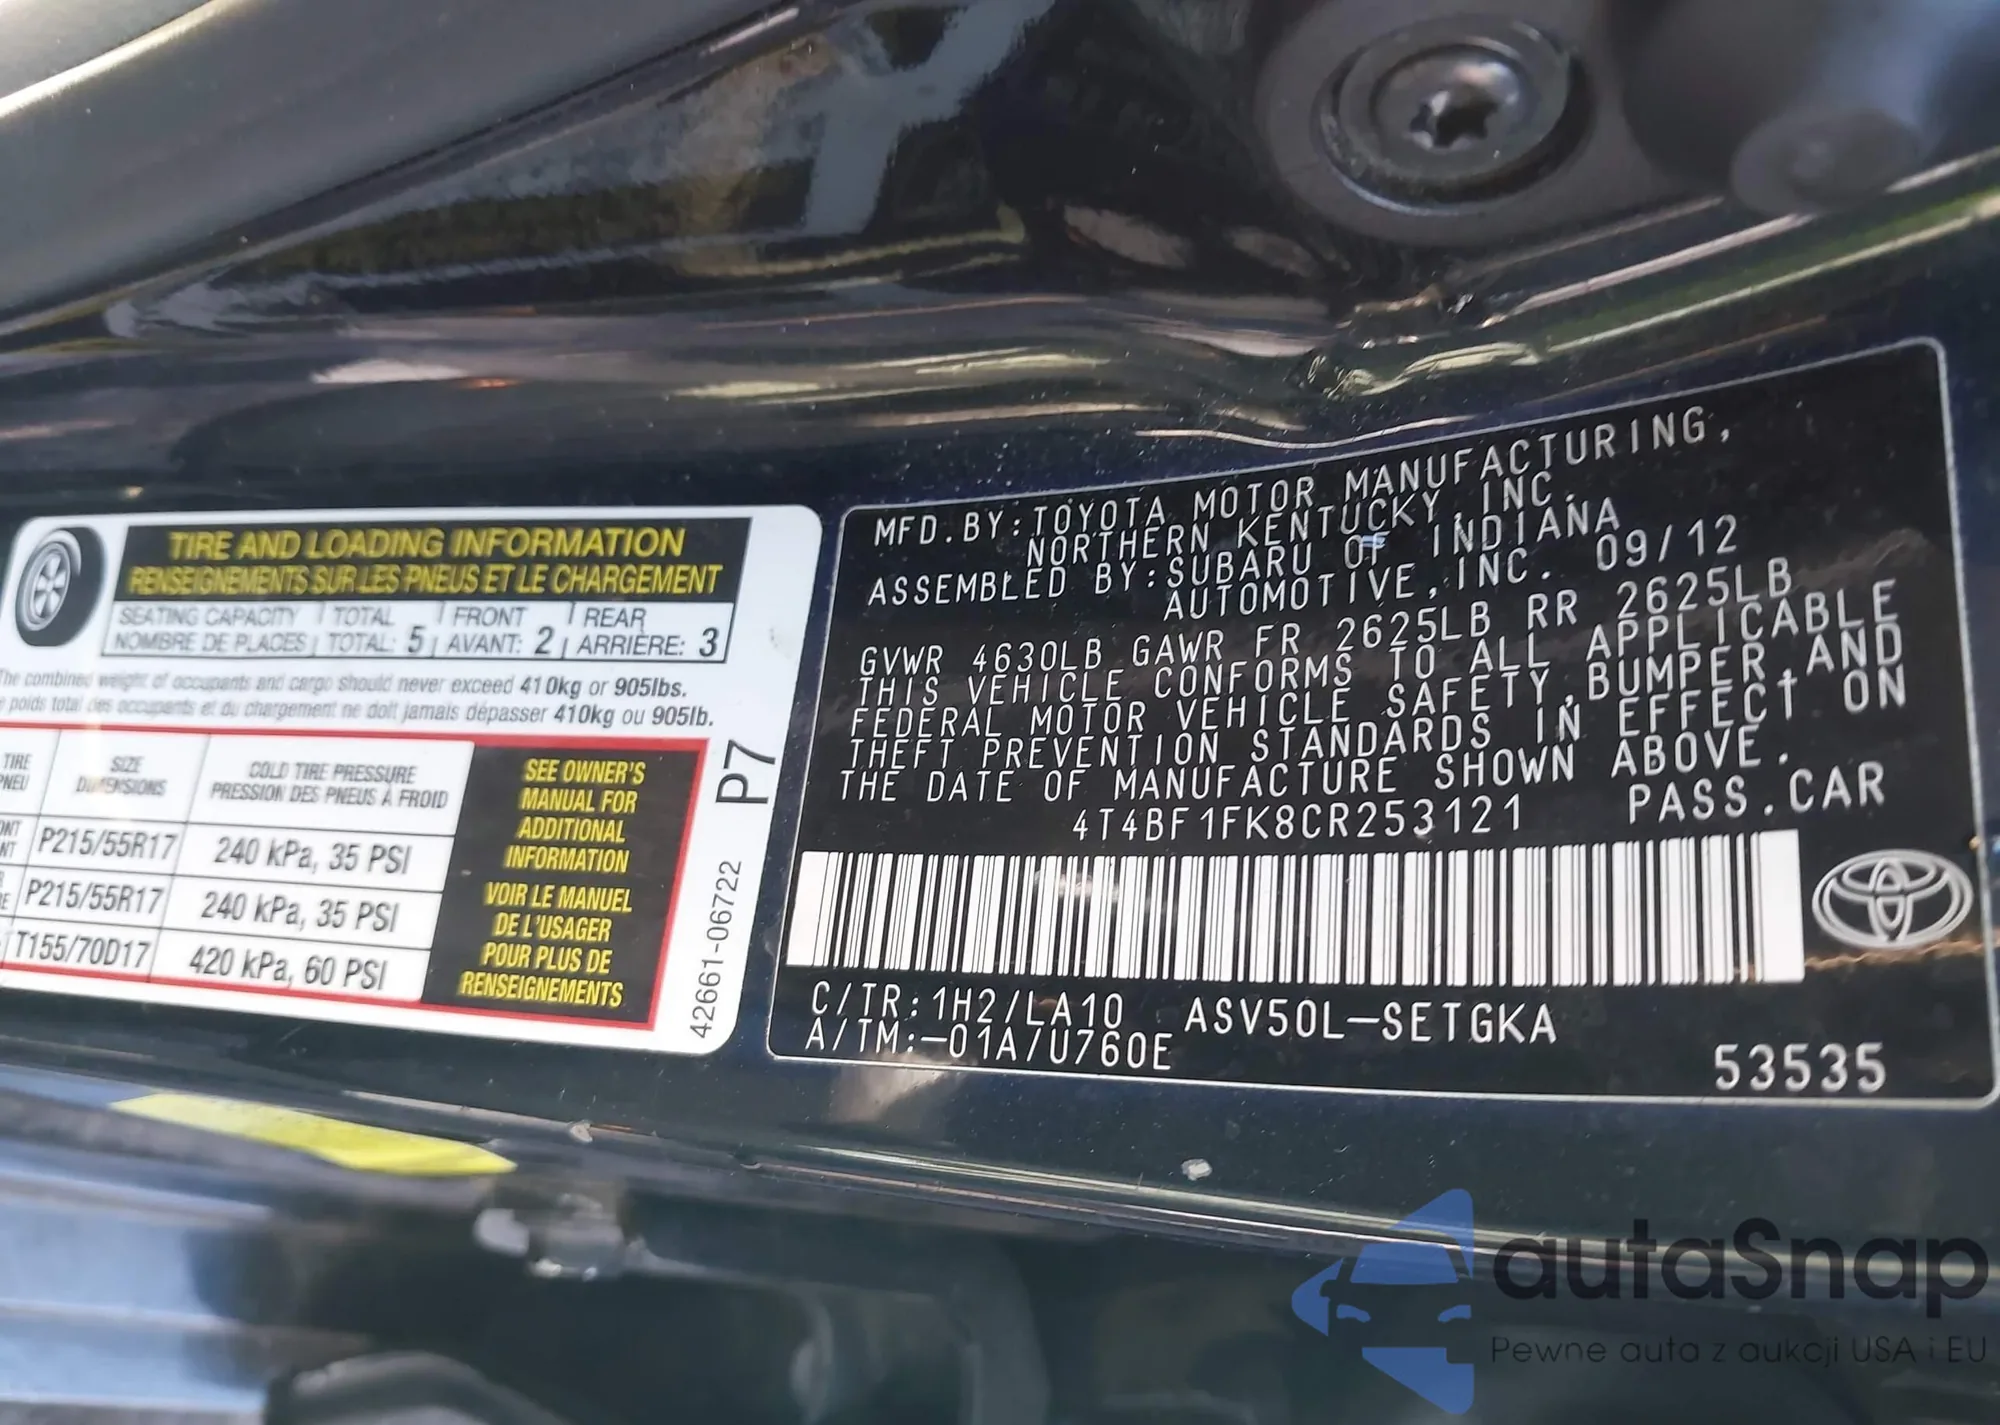 TIRE AND LOADING INFORMATION
RENSEIGNEMENTS SUR LES PNEUS ET LE CHARGEMENT
SEATING CAPACITY TOTAL FRONT REAR
NOMBRE DE PLACES TOTAL: 5 AVANT: 2 ARRIÈRE: 3
The combined weight of occupants and cargo should never exceed 410kg or 905lbs.
poids total des occupants et du chargement ne doit jamais dépasser 410kg ou 905lb.
TIRE SIZE COLD TIRE PRESSURE
PNEU DIMENSIONS PRESSION DES PNEUS À FROID
P215/55R17 240 kPa, 35 PSI
P215/55R17 240 kPa, 35 PSI
T155/70D17 420 kPa, 60 PSI
SEE OWNER'S
MANUAL FOR
ADDITIONAL
INFORMATION
VOIR LE MANUEL
DE L'USAGER
POUR PLUS DE
RENSEIGNEMENTS
P7
42661-06722
MFD.BY:TOYOTA MOTOR MANUFACTURING,
NORTHERN KENTUCKY,INC.
ASSEMBLED BY:SUBARU OF INDIANA
AUTOMOTIVE,INC. 09/12
GVWR 4630LB GAWR FR 2625LB RR 2625LB
THIS VEHICLE CONFORMS TO ALL APPLICABLE
FEDERAL MOTOR VEHICLE SAFETY,BUMPER,AND
THEFT PREVENTION STANDARDS IN EFFECT ON
THE DATE OF MANUFACTURE SHOWN ABOVE.
4T4BF1FK8CR253121 PASS.CAR
C/TR:1H2/LA10 ASV50L-SETGKA
A/TM:-01A/U760E
53535
autaSnap
Pewne auta z aukcji USA i EU